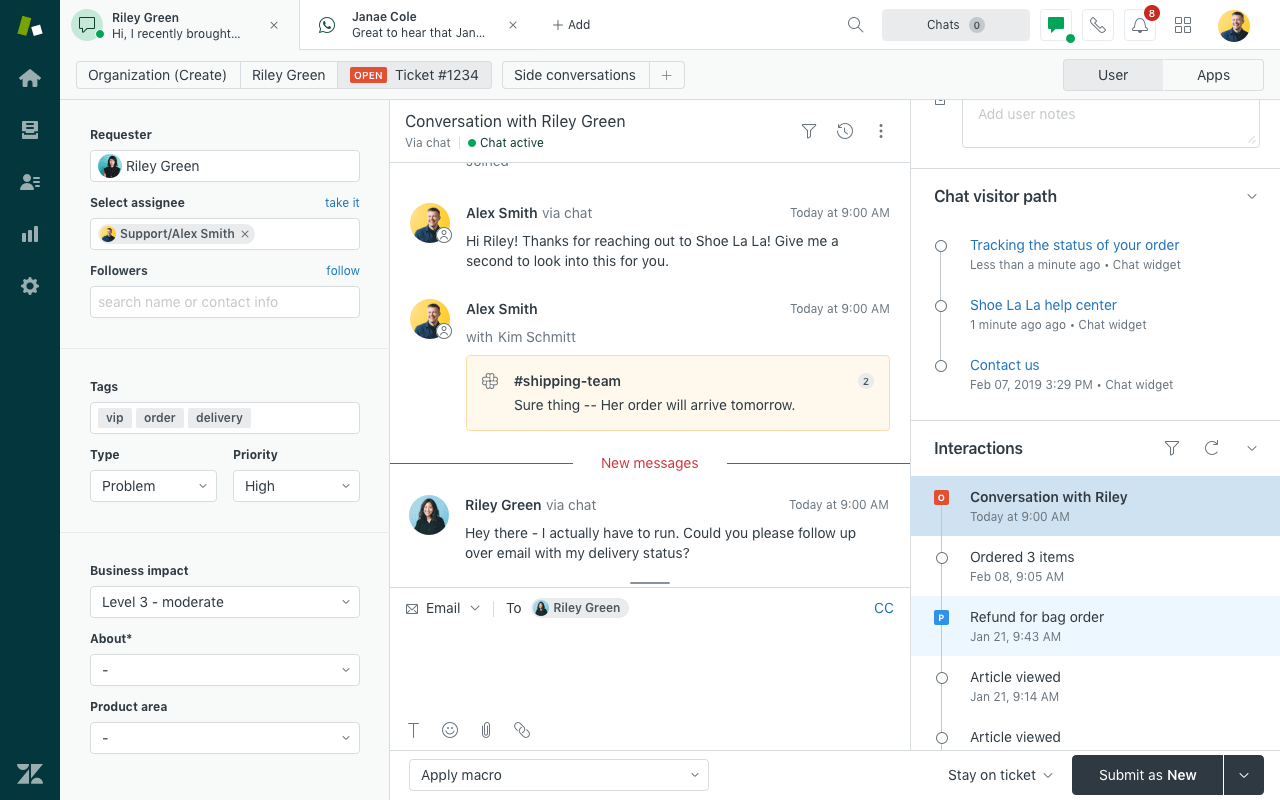 Riley Green
Hi, I recently brought...
Janae Cole
Great to hear that Jan...
Add
Chats 0
8
Organization (Create)
Riley Green
OPEN Ticket #1234
Side conversations
User
Apps
Requester
Riley Green
Select assignee
take it
Support/Alex Smith
Followers
follow
search name or contact info
Tags
vip
order
delivery
Type
Priority
Problem
High
Business impact
Level 3 - moderate
About*
-
Product area
-
Conversation with Riley Green
Via chat
Chat active
Joined
Alex Smith via chat
Today at 9:00 AM
Hi Riley! Thanks for reaching out to Shoe La La! Give me a
second to look into this for you.
Alex Smith
Today at 9:00 AM
with Kim Schmitt
#shipping-team
2
Sure thing -- Her order will arrive tomorrow.
New messages
Riley Green via chat
Today at 9:00 AM
Hey there - I actually have to run. Could you please follow up
over email with my delivery status?
Email
To
Riley Green
CC
Apply macro
Add user notes
Chat visitor path
Tracking the status of your order
Less than a minute ago • Chat widget
Shoe La La help center
1 minute ago ago • Chat widget
Contact us
Feb 07, 2019 3:29 PM • Chat widget
Interactions
O
Conversation with Riley
Today at 9:00 AM
Ordered 3 items
Feb 08, 9:05 AM
P
Refund for bag order
Jan 21, 9:43 AM
Article viewed
Jan 21, 9:14 AM
Article viewed
Stay on ticket
Submit as New